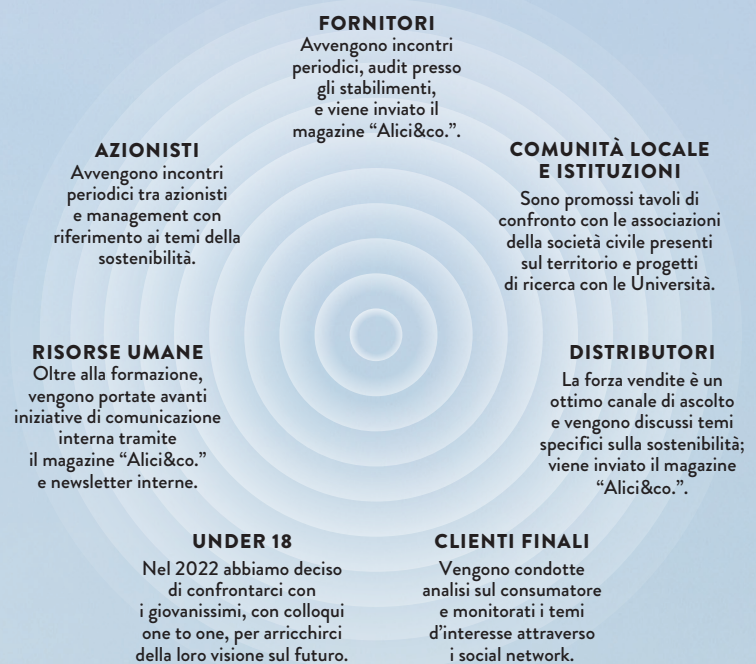 FORNITORI
Avvengono incontri
periodici, audit presso
gli stabilimenti,
e viene inviato il
magazine “Alici&co.”.
AZIONISTI
Avvengono incontri
periodici tra azionisti
e management con
riferimento ai temi della
sostenibilità.
COMUNITÀ LOCALE
E ISTITUZIONI
Sono promossi tavoli di
confronto con le associazioni
della società civile presenti
sul territorio e progetti
di ricerca con le Università.
RISORSE UMANE
Oltre alla formazione,
vengono portate avanti
iniziative di comunicazione
interna tramite
il magazine “Alici&co.”
e newsletter interne.
DISTRIBUTORI
La forza vendite è un
ottimo canale di ascolto
e vengono discussi temi
specifici sulla sostenibilità;
viene inviato il magazine
“Alici&co.”.
UNDER 18
Nel 2022 abbiamo deciso
di confrontarci con
i giovanissimi, con colloqui
one to one, per arricchirci
della loro visione sul futuro.
CLIENTI FINALI
Vengono condotte
analisi sul consumatore
e monitorati i temi
d’interesse attraverso
i social network.